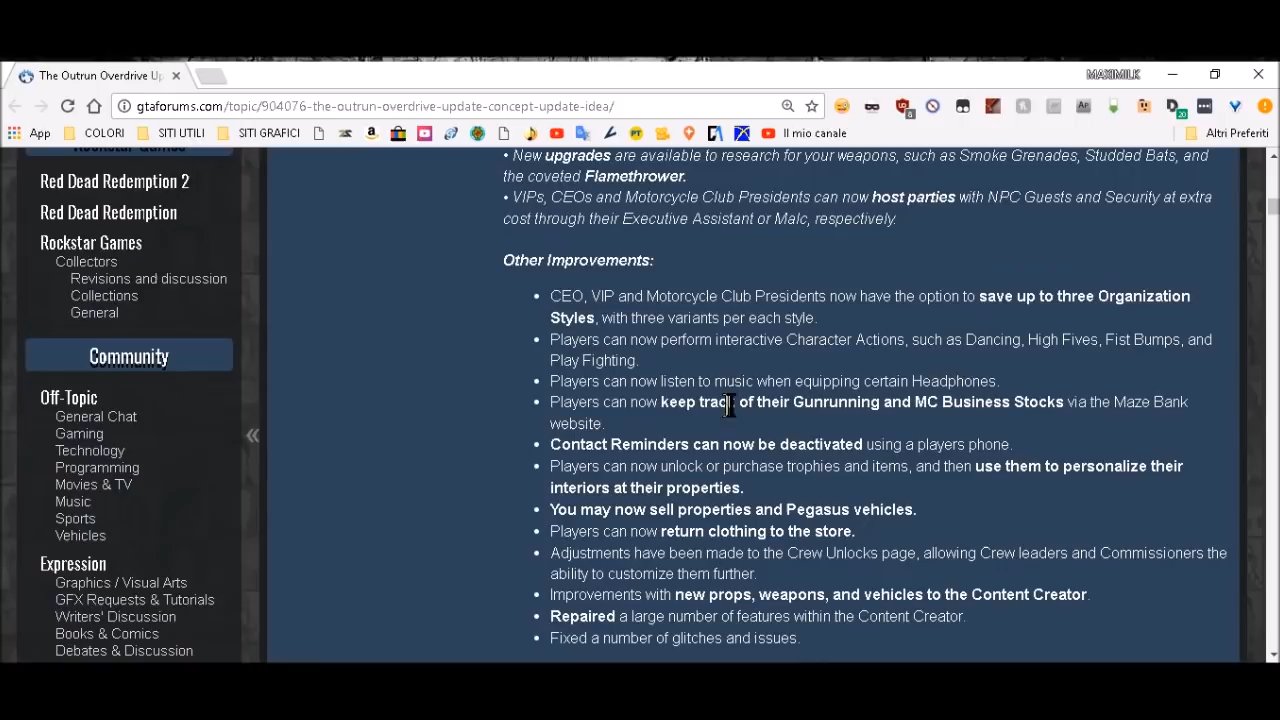 The Outrun Overdrive Up
MAXIMILK
gtaforums.com/topic/904076-the-outrun-overdrive-update-concept-update-idea/
20
App COLORI SITI UTILI SITI GRAFICI Il mio canale Altri Preferiti
Rockstar Games
Red Dead Redemption 2
Red Dead Redemption
Rockstar Games
Collectors
Revisions and discussion
Collections
General
Community
Off-Topic
General Chat
Gaming
Technology
Programming
Movies & TV
Music
Sports
Vehicles
Expression
Graphics / Visual Arts
GFX Requests & Tutorials
Writers' Discussion
Books & Comics
Debates & Discussion
• New upgrades are available to research for your weapons, such as Smoke Grenades, Studded Bats, and
the coveted Flamethrower.
• VIPs, CEOs and Motorcycle Club Presidents can now host parties with NPC Guests and Security at extra
cost through their Executive Assistant or Malc, respectively.
Other Improvements:
• CEO, VIP and Motorcycle Club Presidents now have the option to save up to three Organization
Styles, with three variants per each style.
• Players can now perform interactive Character Actions, such as Dancing, High Fives, Fist Bumps, and
Play Fighting.
• Players can now listen to music when equipping certain Headphones.
• Players can now keep track of their Gunrunning and MC Business Stocks via the Maze Bank
website.
• Contact Reminders can now be deactivated using a players phone.
• Players can now unlock or purchase trophies and items, and then use them to personalize their
interiors at their properties.
• You may now sell properties and Pegasus vehicles.
• Players can now return clothing to the store.
• Adjustments have been made to the Crew Unlocks page, allowing Crew leaders and Commissioners the
ability to customize them further.
• Improvements with new props, weapons, and vehicles to the Content Creator.
• Repaired a large number of features within the Content Creator.
• Fixed a number of glitches and issues.